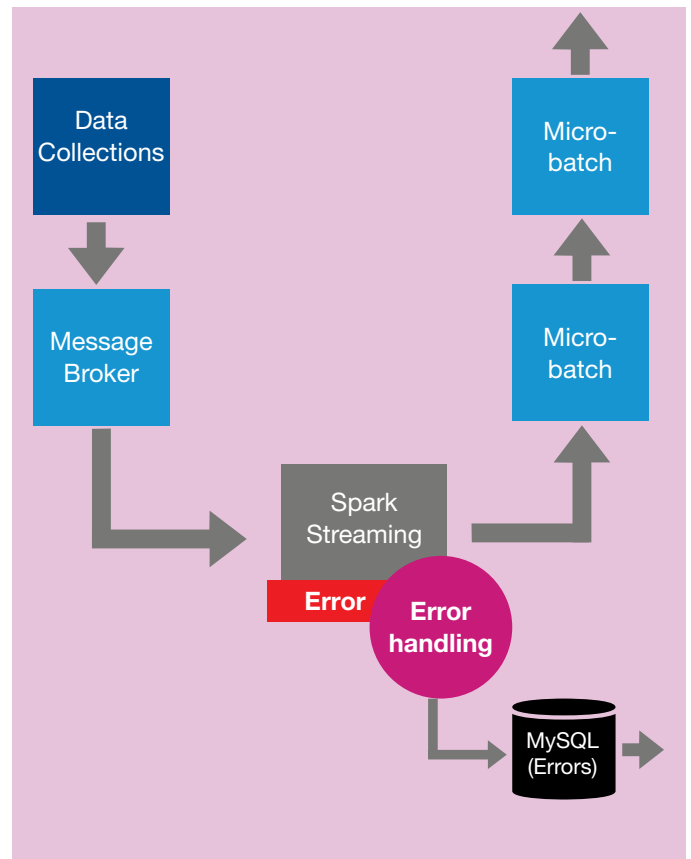 Data
Collections
Message
Broker
Spark
Streaming
Error
Error
handling
MySQL
(Errors)
Micro-
batch
Micro-
batch